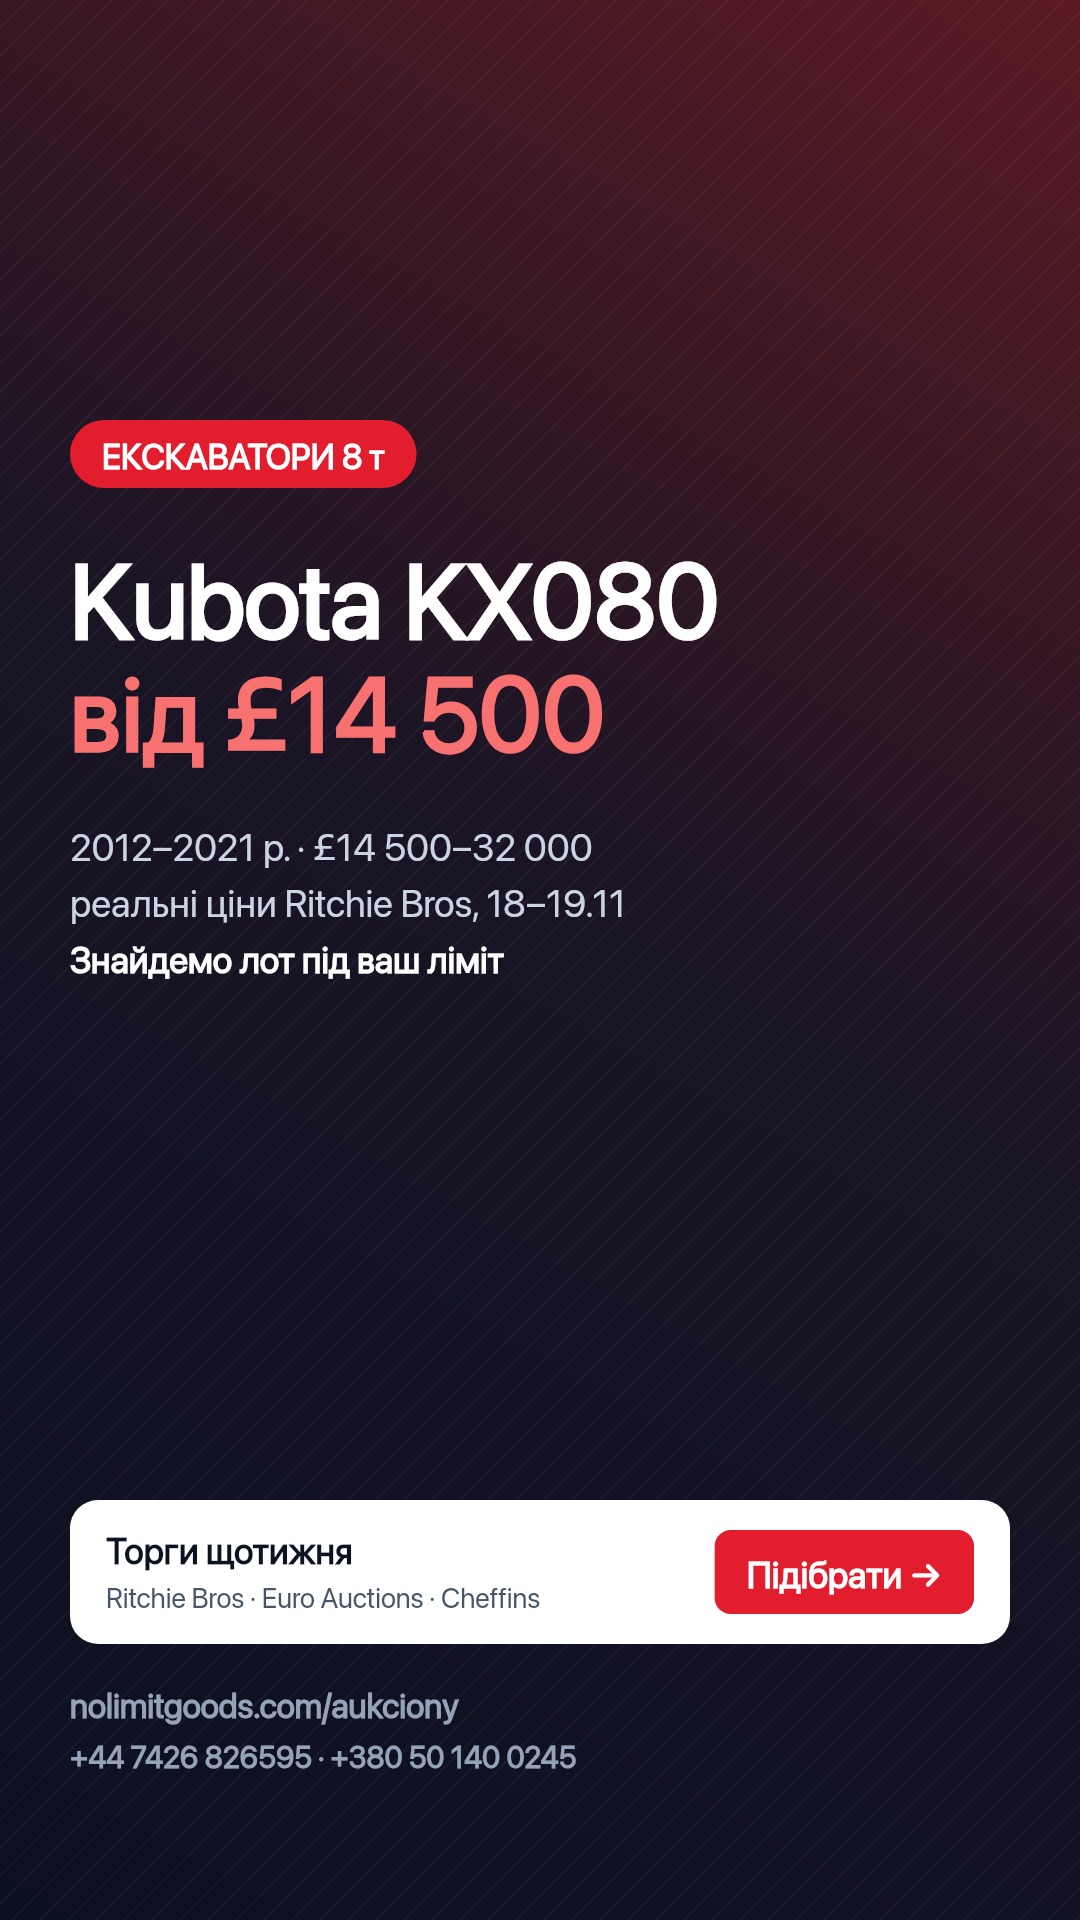 ЕКСКАВАТОРИ 8 т
Kubota KX080
від £14 500
2012–2021 р. · £14 500–32 000
реальні ціни Ritchie Bros, 18–19.11
Знайдемо лот під ваш ліміт
Торги щотижня
Ritchie Bros · Euro Auctions · Cheffins
Підібрати →
nolimitgoods.com/aukciony
+44 7426 826595 · +380 50 140 0245